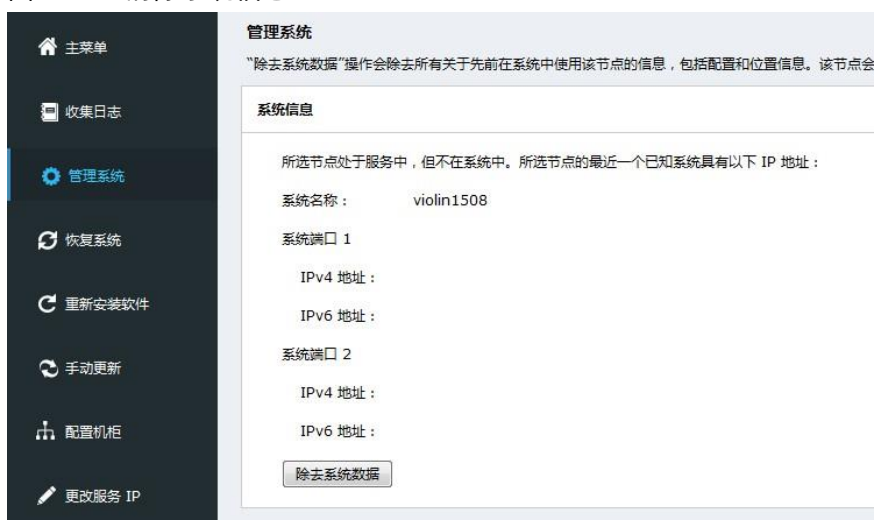 主菜单
收集日志
管理系统
恢复系统
重新安装软件
手动更新
配置机柜
更改服务 IP
管理系统
“除去系统数据”操作会除去所有关于先前在系统中使用该节点的信息，包括配置和位置信息。该节点会
系统信息
所选节点处于服务中，但不在系统中。所选节点的最近一个已知系统具有以下 IP 地址：
系统名称： violin1508
系统端口 1
IPv4 地址：
IPv6 地址：
系统端口 2
IPv4 地址：
IPv6 地址：
除去系统数据